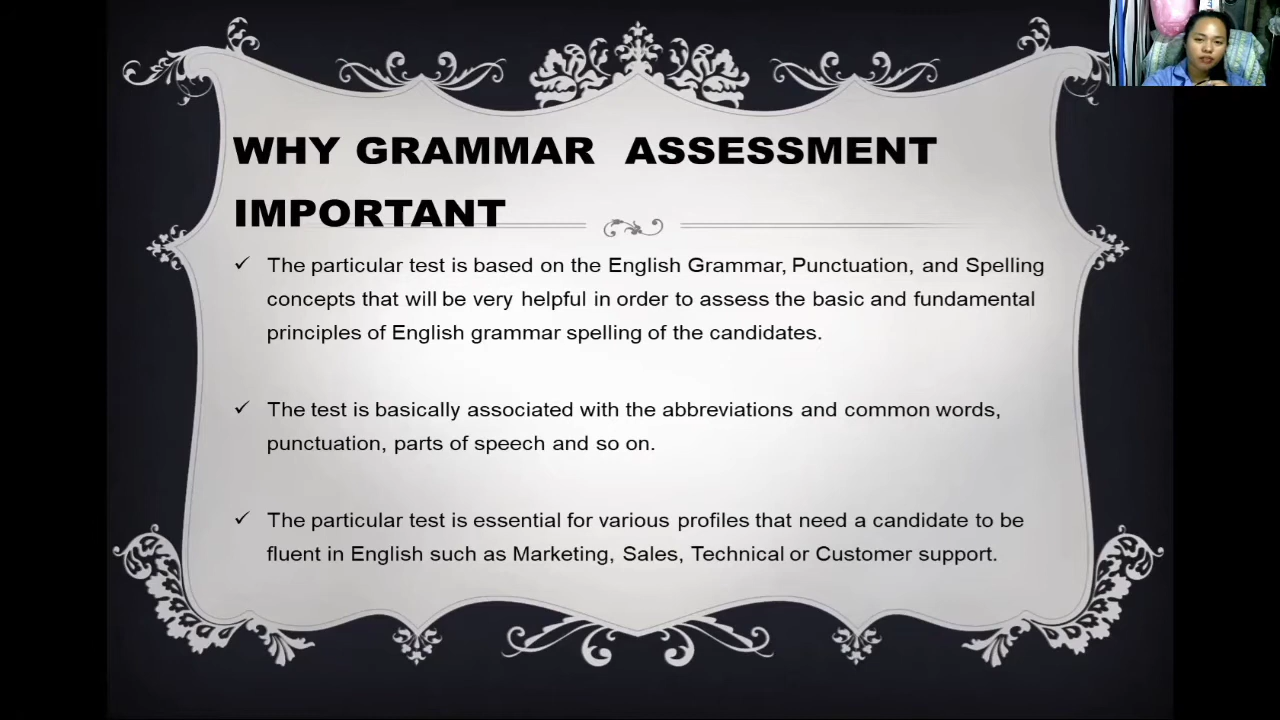 WHY GRAMMAR ASSESSMENT
IMPORTANT
✓ The particular test is based on the English Grammar, Punctuation, and Spelling
concepts that will be very helpful in order to assess the basic and fundamental
principles of English grammar spelling of the candidates.
✓ The test is basically associated with the abbreviations and common words,
punctuation, parts of speech and so on.
✓ The particular test is essential for various profiles that need a candidate to be
fluent in English such as Marketing, Sales, Technical or Customer support.